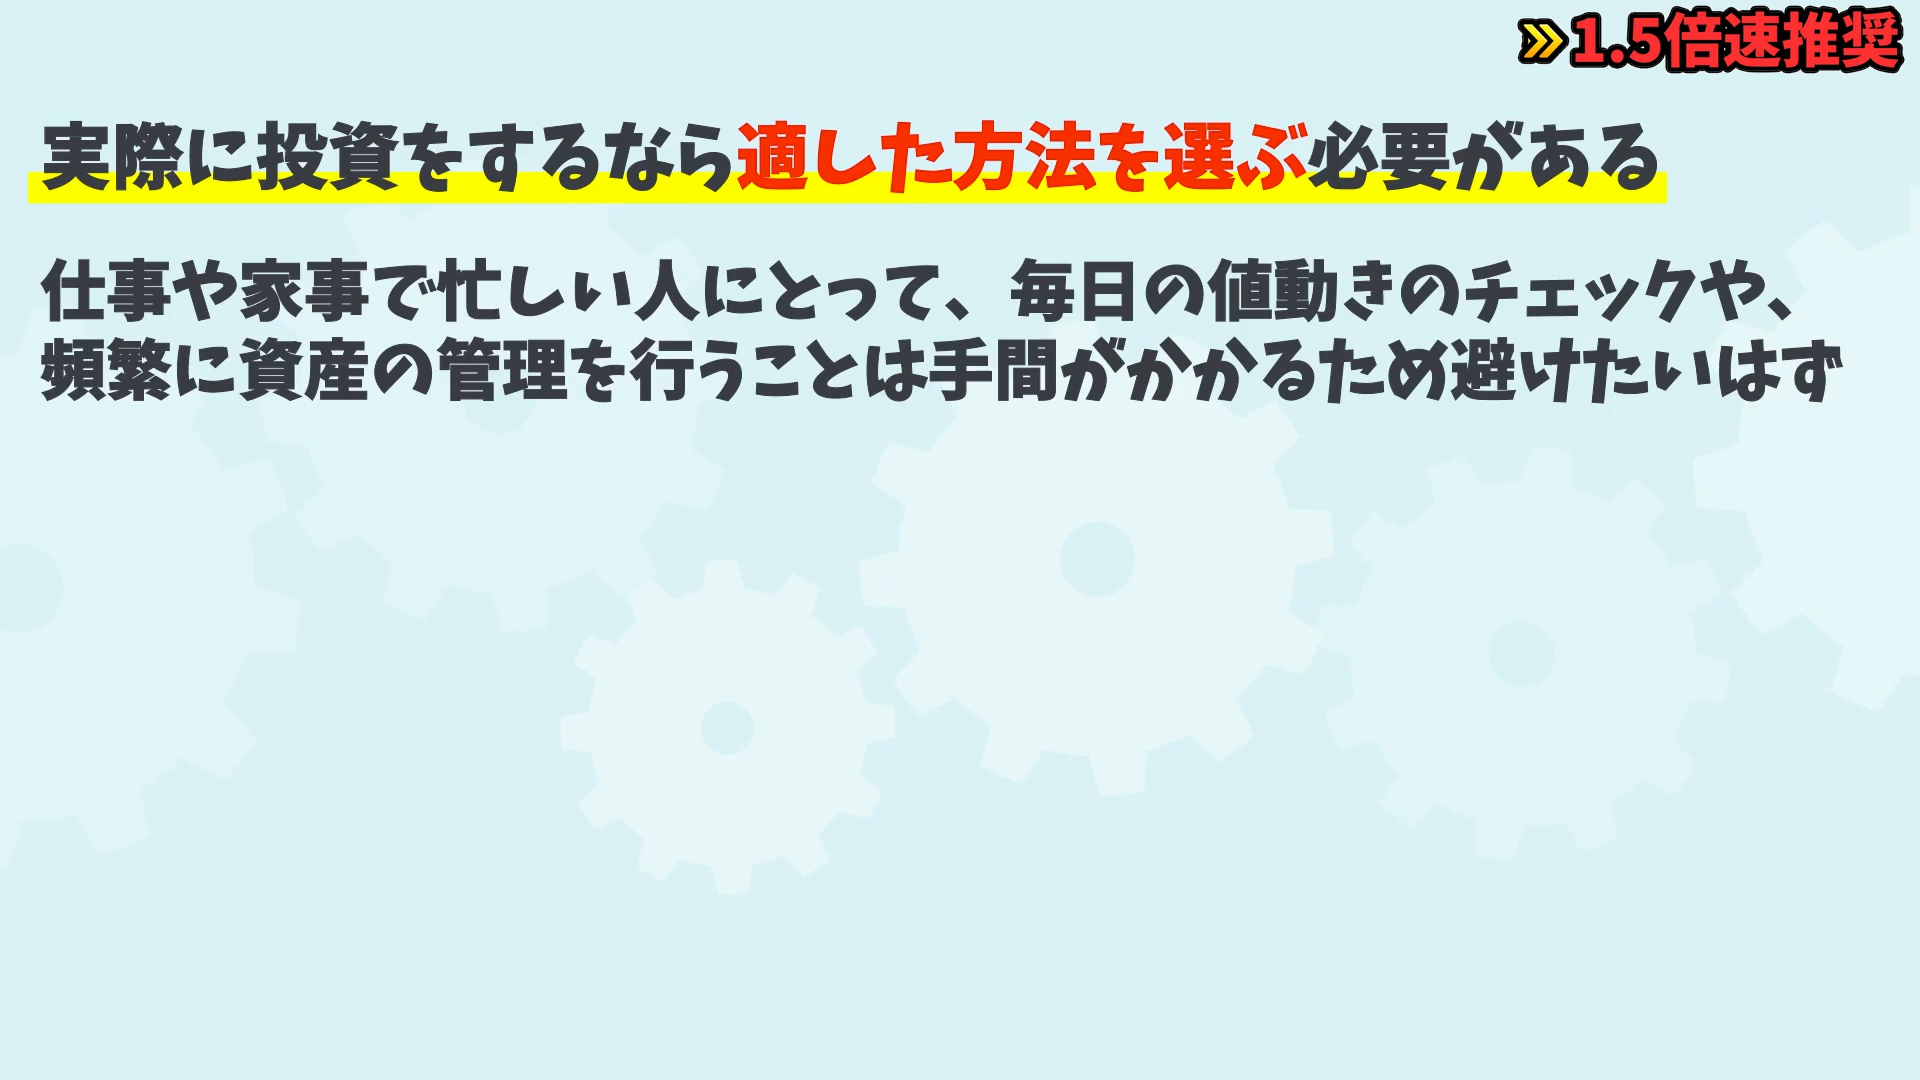 »1.5倍速推奨
実際に投資をするなら適した方法を選ぶ必要がある
仕事や家事で忙しい人にとって、毎日の値動きのチェックや、
頻繁に資産の管理を行うことは手間がかかるため避けたいはず